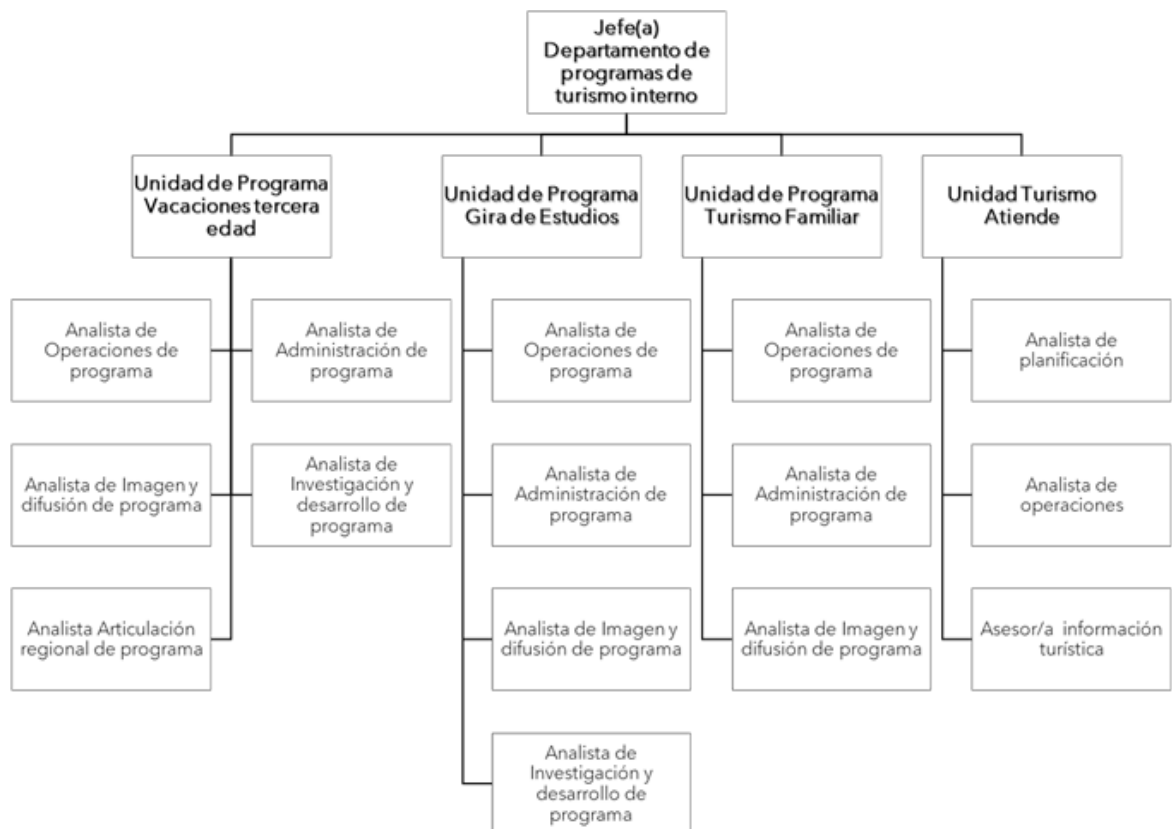 Jefe(a)
Departamento de
programas de
turismo interno
Unidad de Programa
Vacaciones tercera
edad
Unidad de Programa
Gira de Estudios
Unidad de Programa
Turismo Familiar
Unidad Turismo
Atiende
Analista de
Operaciones de
programa
Analista de
Administración de
programa
Analista de
Operaciones de
programa
Analista de
Operaciones de
programa
Analista de
planificación
Analista de Imagen y
difusión de programa
Analista de
Investigación y
desarrollo de
programa
Analista de
Administración de
programa
Analista de
Administración de
programa
Analista de
operaciones
Analista Articulación
regional de programa
Analista de Imagen y
difusión de programa
Analista de Imagen y
difusión de programa
Asesor/a información
turística
Analista de
Investigación y
desarrollo de
programa